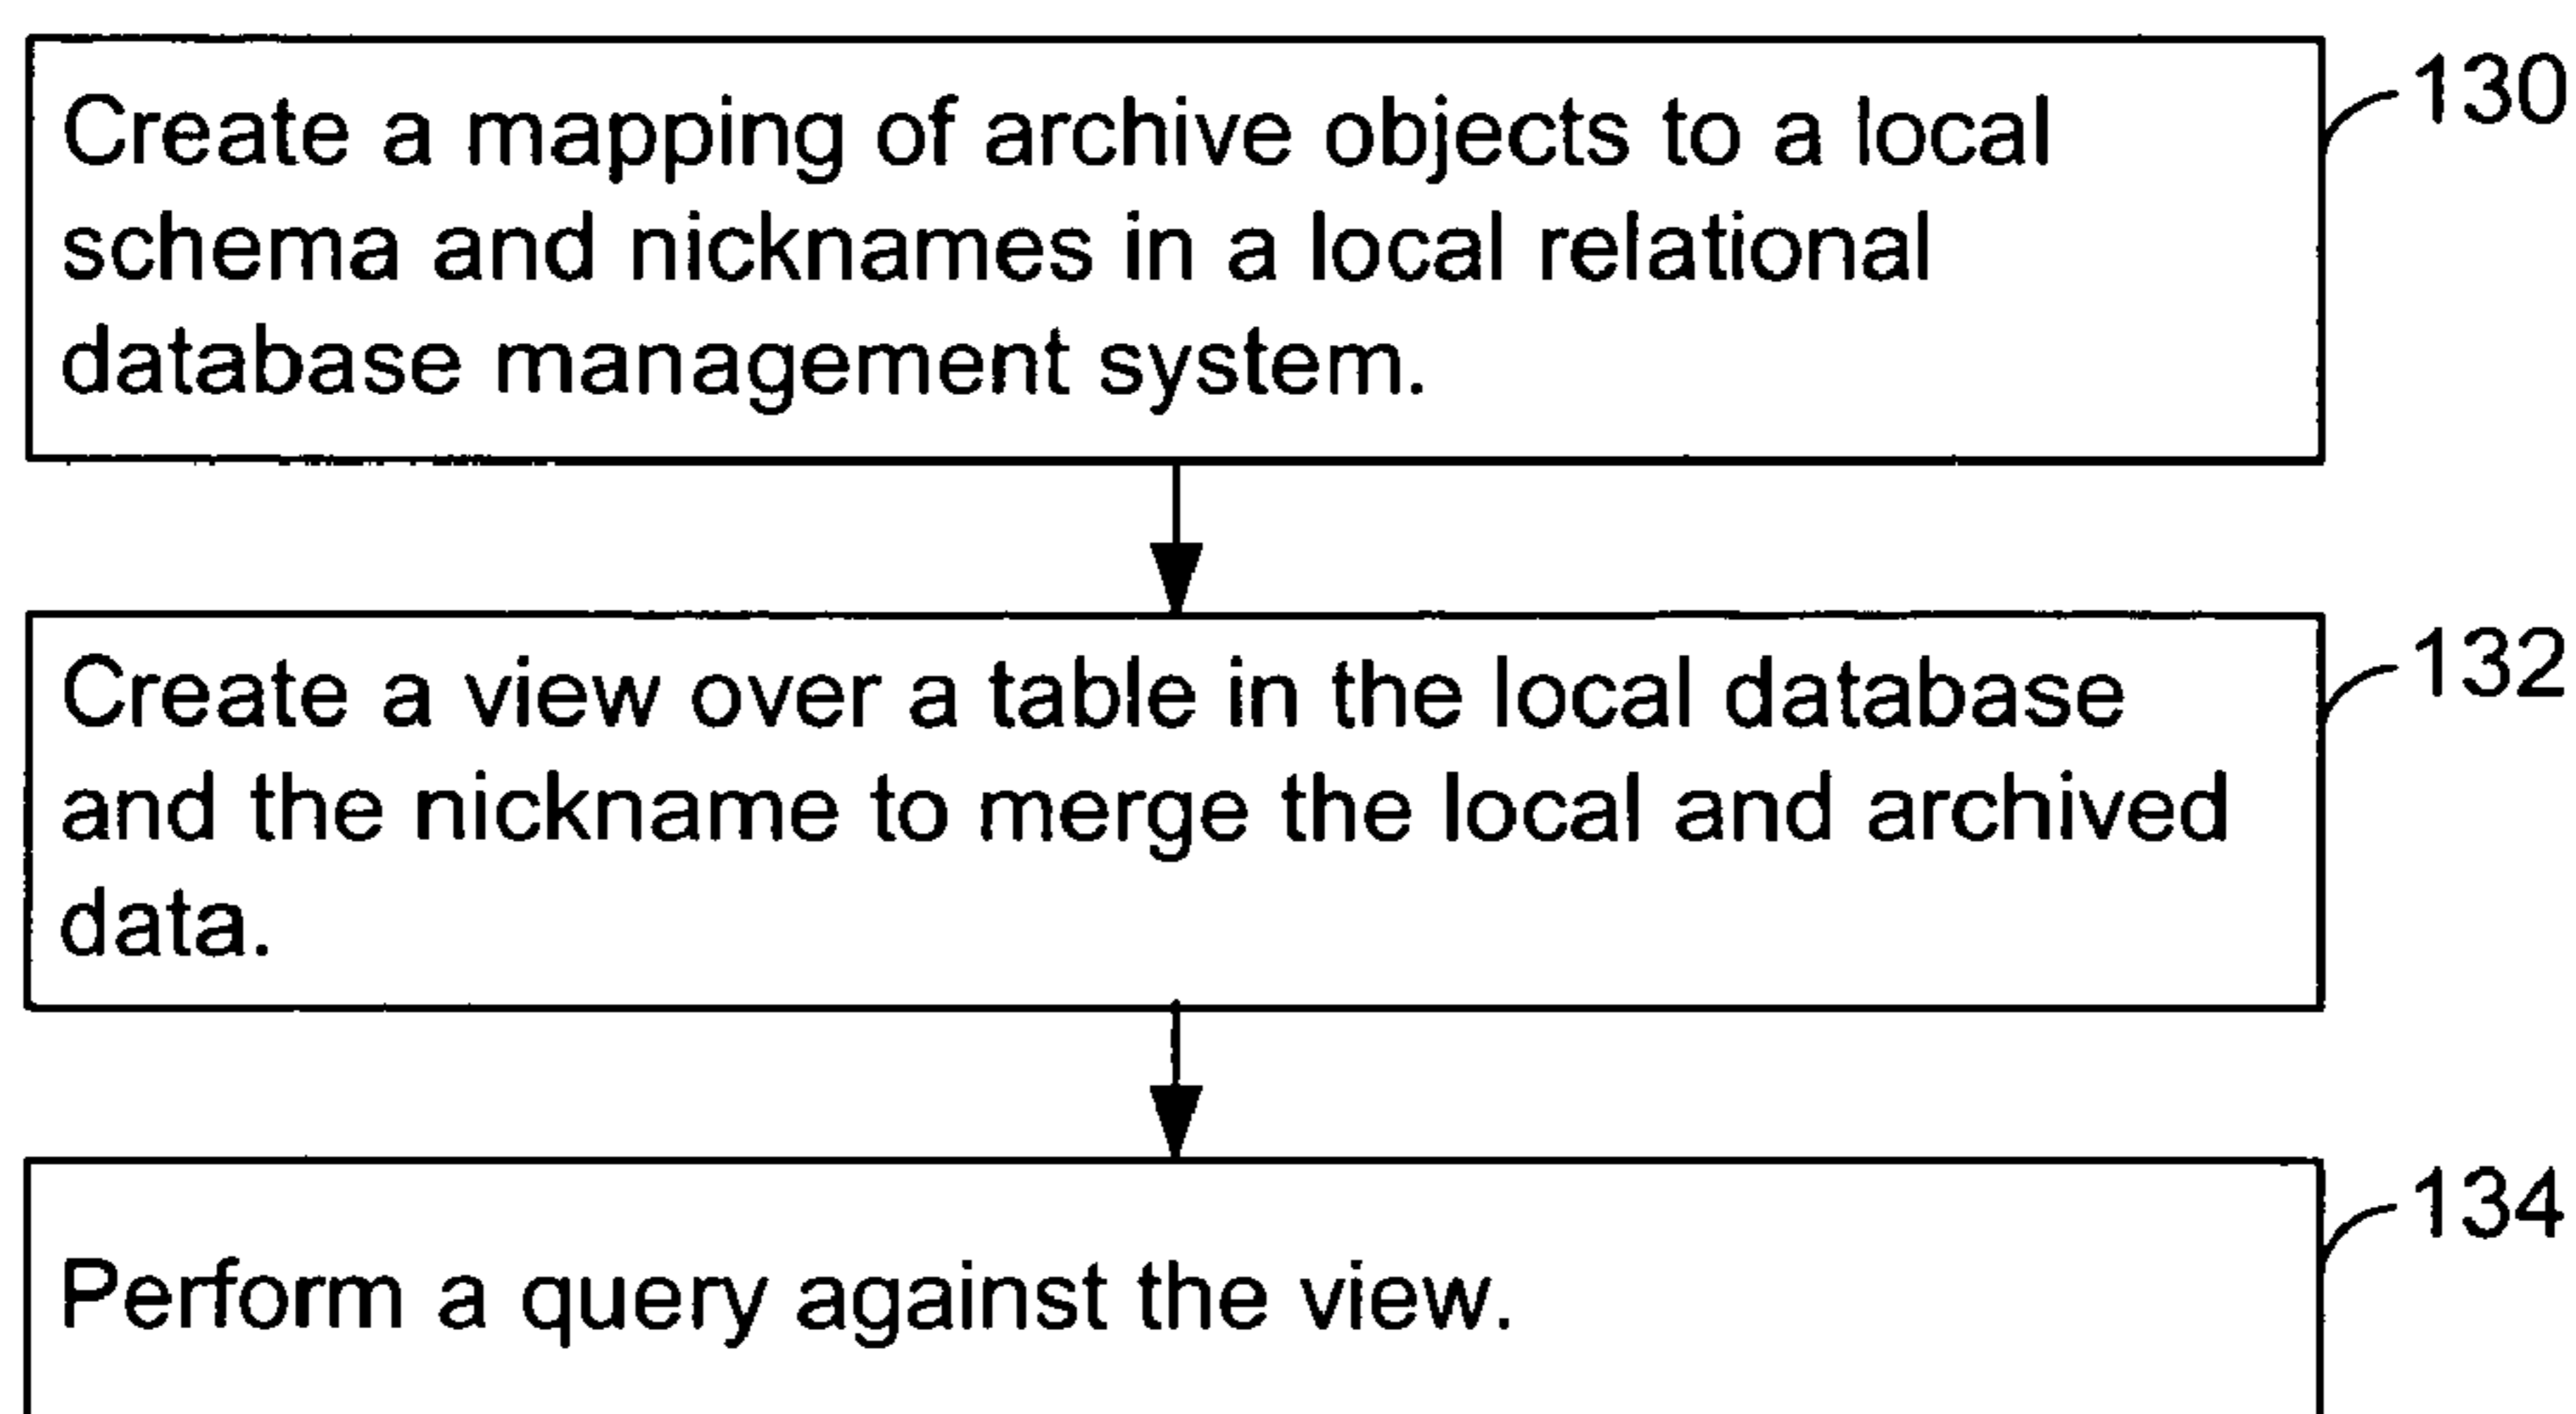 Create a mapping of archive objects to a local
130
schema and nicknames in a local relational
database management system.
Create a view over a table in the local database
132
and the nickname to merge the local and archived
data.
134
Perform a query against the view.